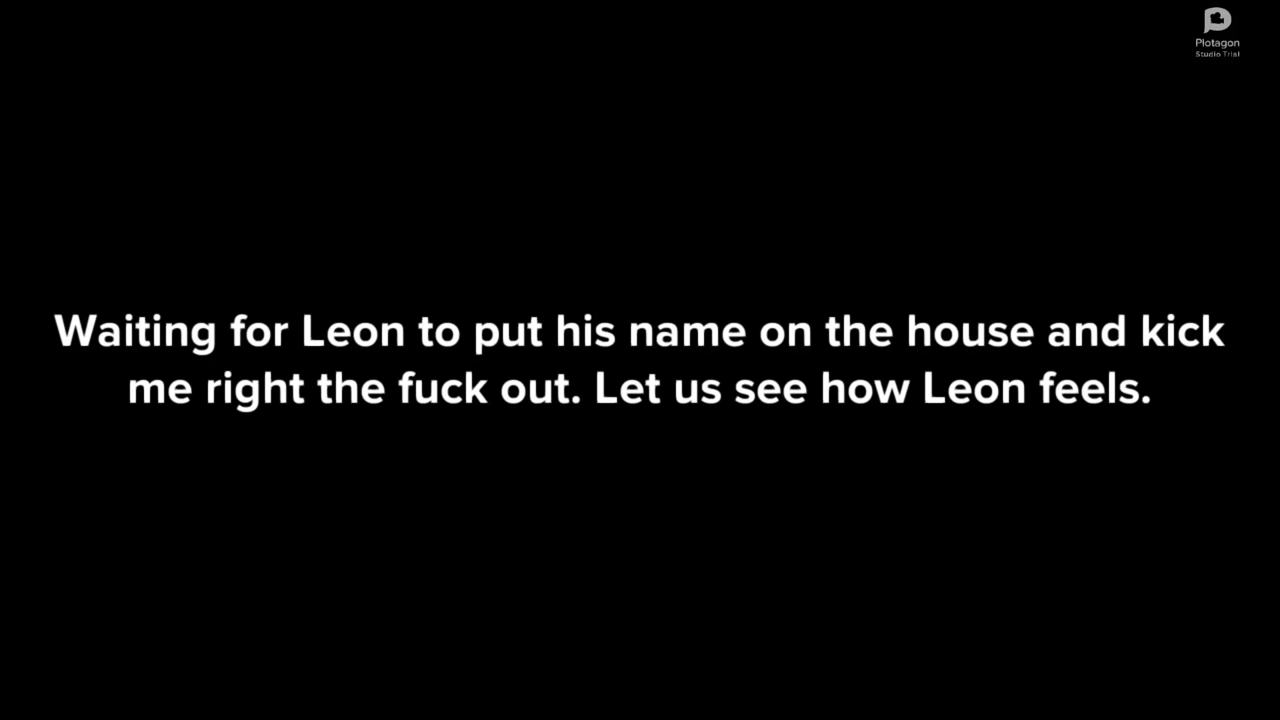 Plotagon
Studio Trial
Waiting for Leon to put his name on the house and kick
me right the fuck out. Let us see how Leon feels.